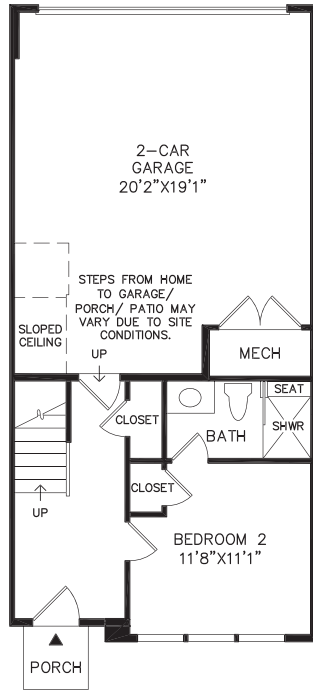 2-CAR
GARAGE
20'2"X19'1"
STEPS FROM HOME
TO GARAGE/
PORCH/ PATIO MAY
VARY DUE TO SITE
CONDITIONS.
SLOPED
CEILING
UP
MECH
SEAT
CLOSET
BATH
SHWR
CLOSET
UP
BEDROOM 2
11'8"X11'1"
PORCH